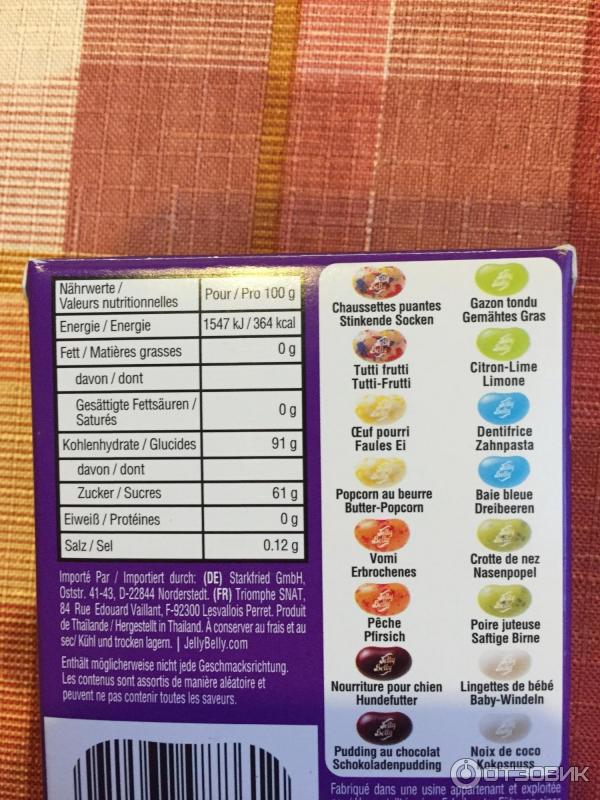 Nährwerte /
Valeurs nutritionnelles
Pour / Pro 100 g
Energie / Energie
1547 kJ / 364 kcal
Fett / Matières grasses
0 g
davon / dont
Gesättigte Fettsäuren /
Saturés
0 g
Kohlenhydrate / Glucides
91 g
davon / dont
Zucker / Sucres
61 g
Eiweiß / Protéines
0 g
Salz / Sel
0.12 g
Importé Par / Importiert durch: (DE) Starkfried GmbH,
Oststr. 41-43, D-22844 Norderstedt. (FR) Triomphe SNAT,
84 Rue Edouard Vaillant, F-92300 Lesvallois Perret. Produit
de Thaïlande / Hergestellt in Thailand. A conserver au frais et au
sec/ Kühl und trocken lagern. | JellyBelly.com
Enthält möglicherweise nicht jede Geschmacksrichtung.
Les contenus sont assortis de manière aléatoire et
peuvent ne pas contenir toutes les saveurs.
Chaussettes puantes
Stinkende Socken
Gazon tondu
Gemähtes Gras
Tutti frutti
Tutti-Frutti
Citron-Lime
Limone
Œuf pourri
Faules Ei
Dentifrice
Zahnpasta
Popcorn au beurre
Butter-Popcorn
Baie bleue
Dreibeeren
Vomi
Erbrochenes
Crotte de nez
Nasenpopel
Pêche
Pfirsich
Poire juteuse
Saftige Birne
Nourriture pour chien
Hundefutter
Lingettes de bébé
Baby-Windeln
Pudding au chocolat
Schokoladenpudding
Noix de coco
Kokosnuss
Fabriqué dans une usine appartenant et exploitée
ОТЗОВИК